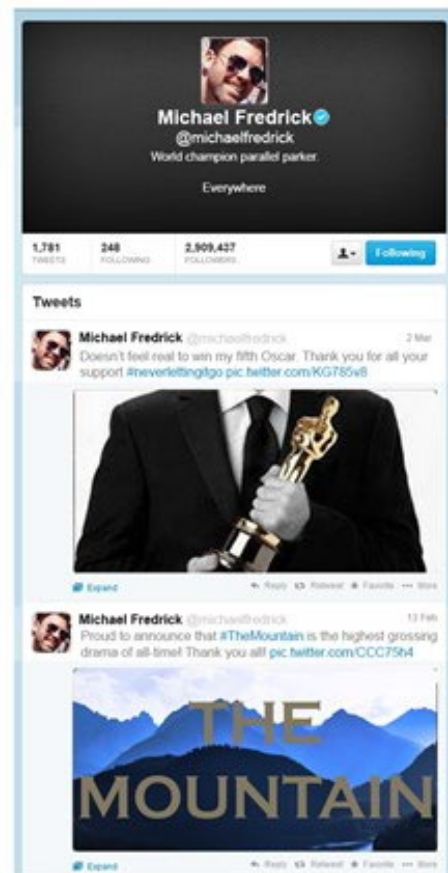 Michael Fredrick
@michaelfredrick
World champion parallel parker.
Everywhere
1,781 248 2,909,437 Following
TWEETS FOLLOWING FOLLOWERS
Tweets
Michael Fredrick @michaelfredrick 2 Mar
Doesn't feel real to win my fifth Oscar. Thank you for all your
support #neverlettingitgo pic.twitter.com/KG785v8
Expand Reply Retweet Favorite More
Michael Fredrick @michaelfredrick 13 Feb
Proud to announce that #TheMountain is the highest grossing
drama of all-time! Thank you all! pic.twitter.com/CCC75h4
THE
MOUNTAIN
Expand Reply Retweet Favorite More